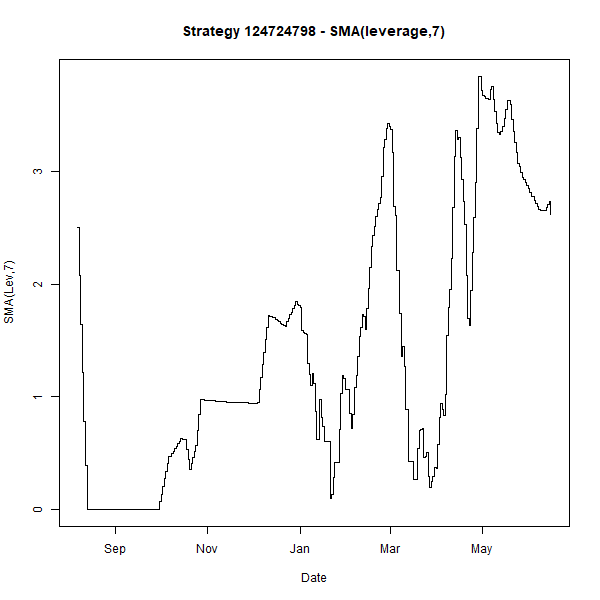 Strategy 124724798 - SMA(leverage,7)
SMA(Lev,7)
3
2
1
0
Sep Nov Jan Mar May
Date